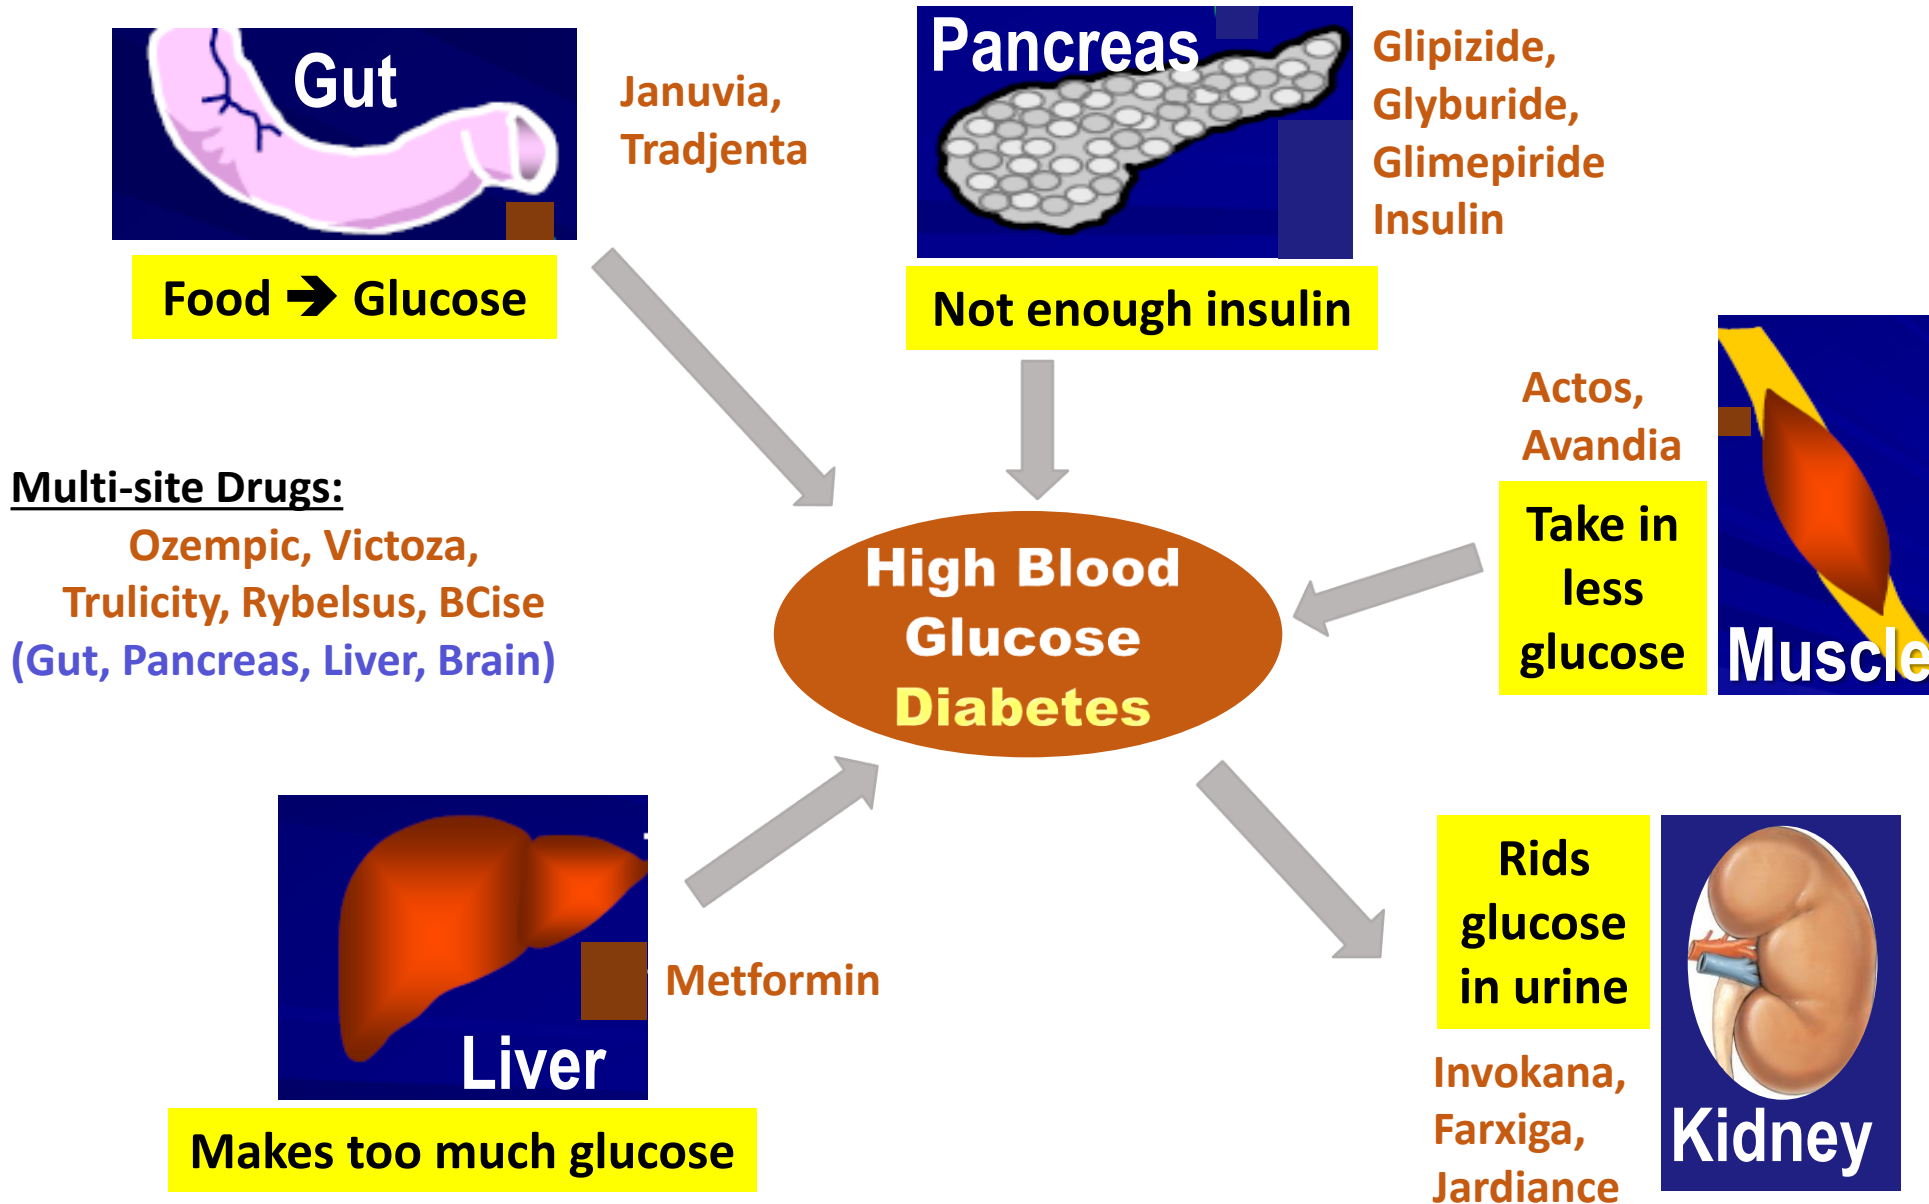 Gut
Januvia,
Tradjenta
Food ➔ Glucose
Pancreas
Glipizide,
Glyburide,
Glimepiride
Insulin
Not enough insulin
Actos,
Avandia
Take in
less
glucose
Muscle
Multi-site Drugs:
Ozempic, Victoza,
Trulicity, Rybelsus, BCise
(Gut, Pancreas, Liver, Brain)
High Blood
Glucose
Diabetes
Liver
Metformin
Makes too much glucose
Rids
glucose
in urine
Invokana,
Farxiga,
Jardiance
Kidney